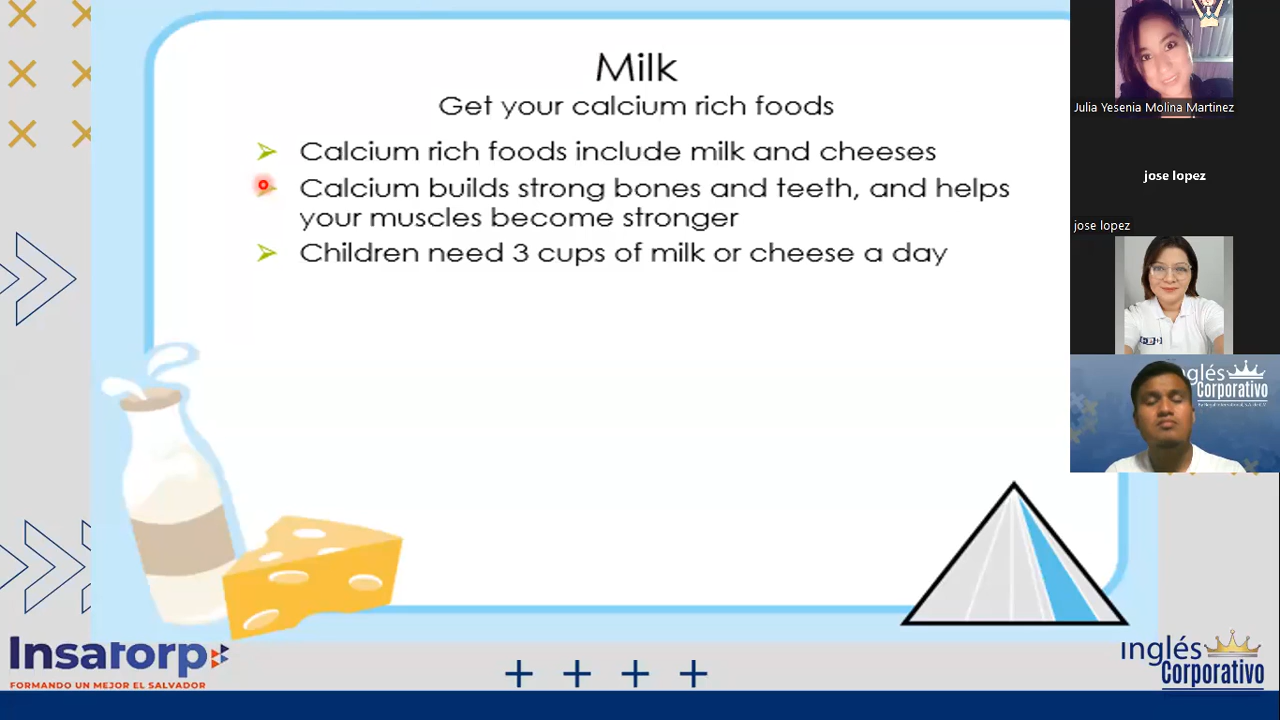 Milk
Get your calcium rich foods
Calcium rich foods include milk and cheeses
Calcium builds strong bones and teeth, and helps
your muscles become stronger
Children need 3 cups of milk or cheese a day
Julia Yesenia Molina Martinez
jose lopez
jose lopez
inglés
Corporativo
Insatorp
FORMANDO UN MEJOR EL SALVADOR
inglés
Corporativo